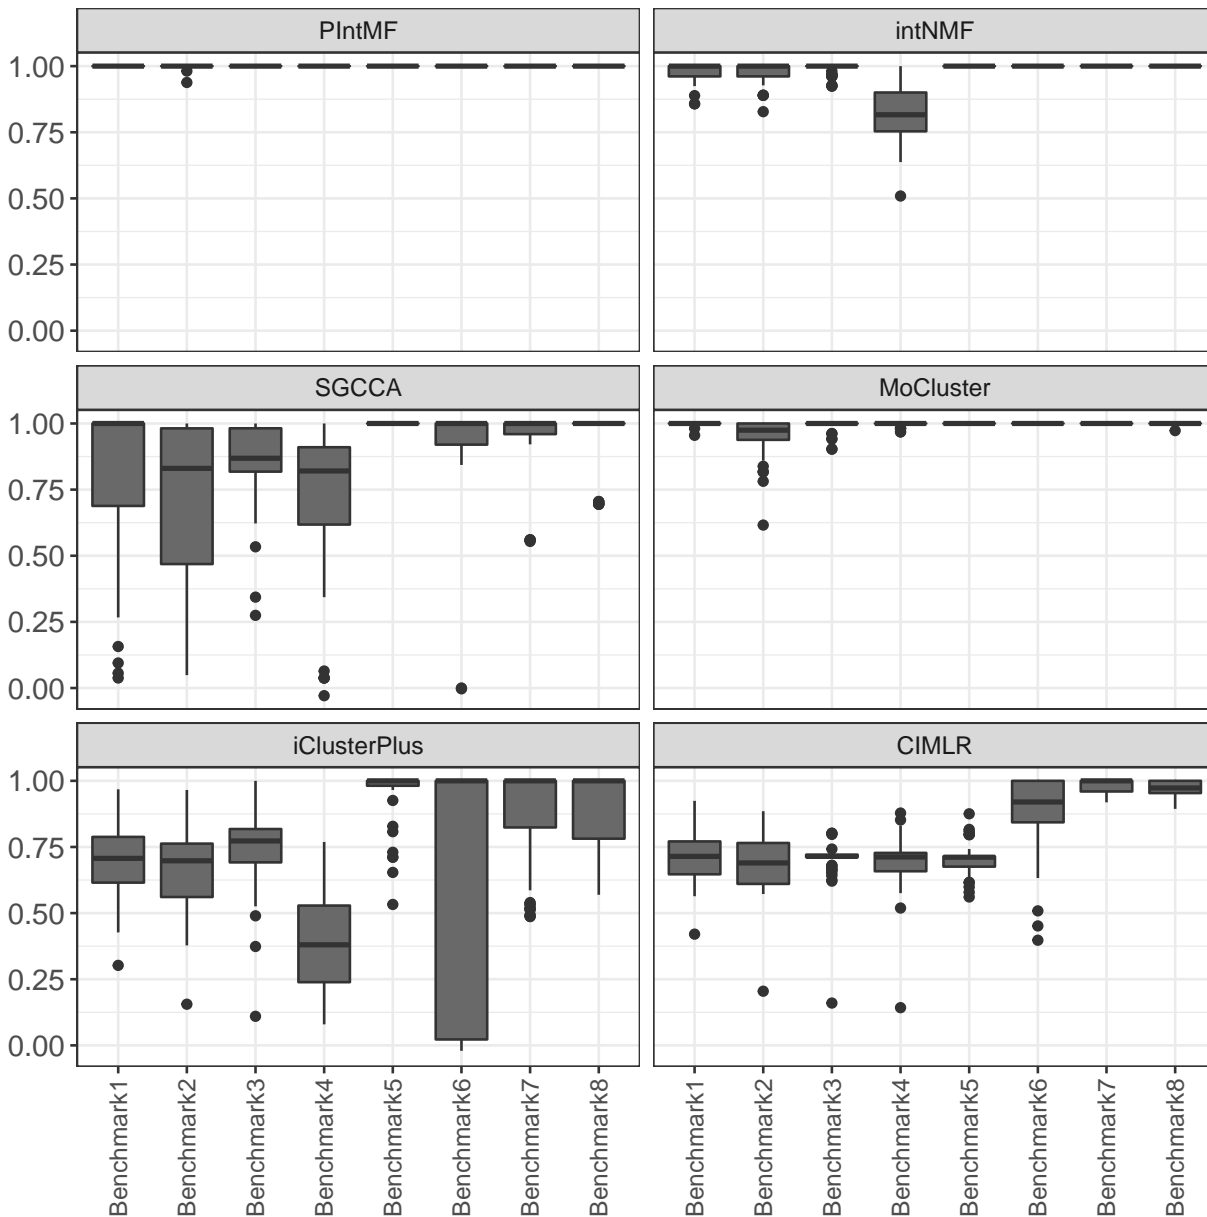 PIntMF
intNMF
1.00
0.75
0.50
0.25
0.00
SGCCA
MoCluster
1.00
0.75
0.50
0.25
0.00
iClusterPlus
CIMLR
1.00
0.75
0.50
0.25
0.00
Benchmark1
Benchmark2
Benchmark3
Benchmark4
Benchmark5
Benchmark6
Benchmark7
Benchmark8
Benchmark1
Benchmark2
Benchmark3
Benchmark4
Benchmark5
Benchmark6
Benchmark7
Benchmark8